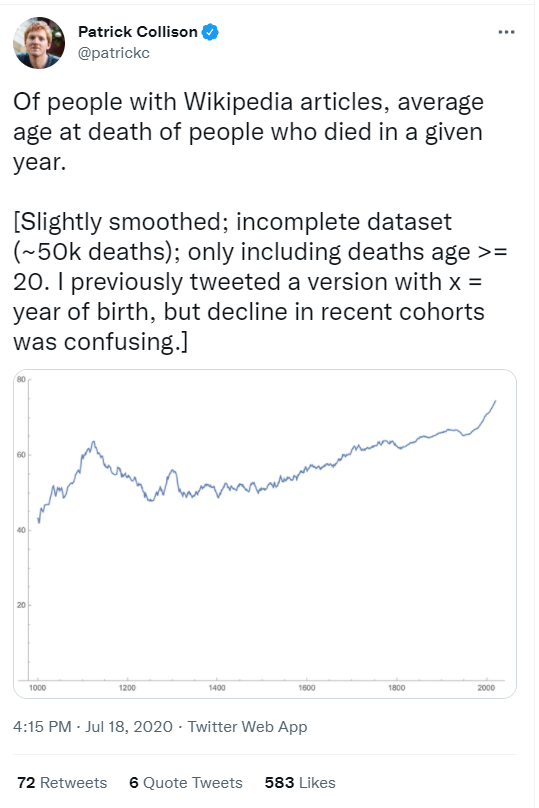 Patrick Collison
@patrickc
Of people with Wikipedia articles, average
age at death of people who died in a given
year.
[Slightly smoothed; incomplete dataset
(~50k deaths); only including deaths age >=
20. I previously tweeted a version with x =
year of birth, but decline in recent cohorts
was confusing.]
80
60
40
20
1000 1200 1400 1600 1800 2000
4:15 PM · Jul 18, 2020 · Twitter Web App
72 Retweets 6 Quote Tweets 583 Likes